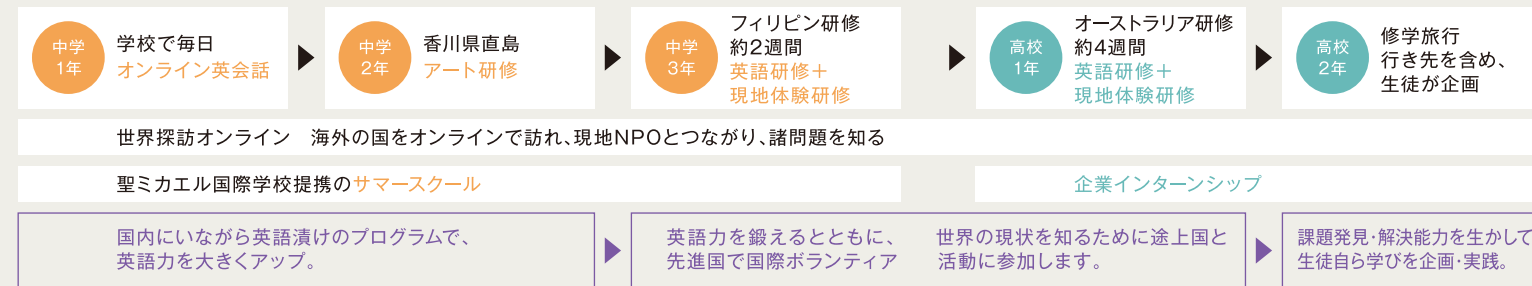 中学
1年
学校で毎日
オンライン英会話
中学
2年
香川県直島
アート研修
中学
3年
フィリピン研修
約2週間
英語研修＋
現地体験研修
高校
1年
オーストラリア研修
約4週間
英語研修＋
現地体験研修
高校
2年
修学旅行
行き先を含め、
生徒が企画
世界探訪オンライン　海外の国をオンラインで訪れ、現地NPOとつながり、諸問題を知る
聖ミカエル国際学校提携のサマースクール
企業インターンシップ
国内にいながら英語漬けのプログラムで、
英語力を大きくアップ。
英語力を鍛えるとともに、　世界の現状を知るために途上国と
先進国で国際ボランティア　活動に参加します。
課題発見・解決能力を生かして
生徒自ら学びを企画・実践。